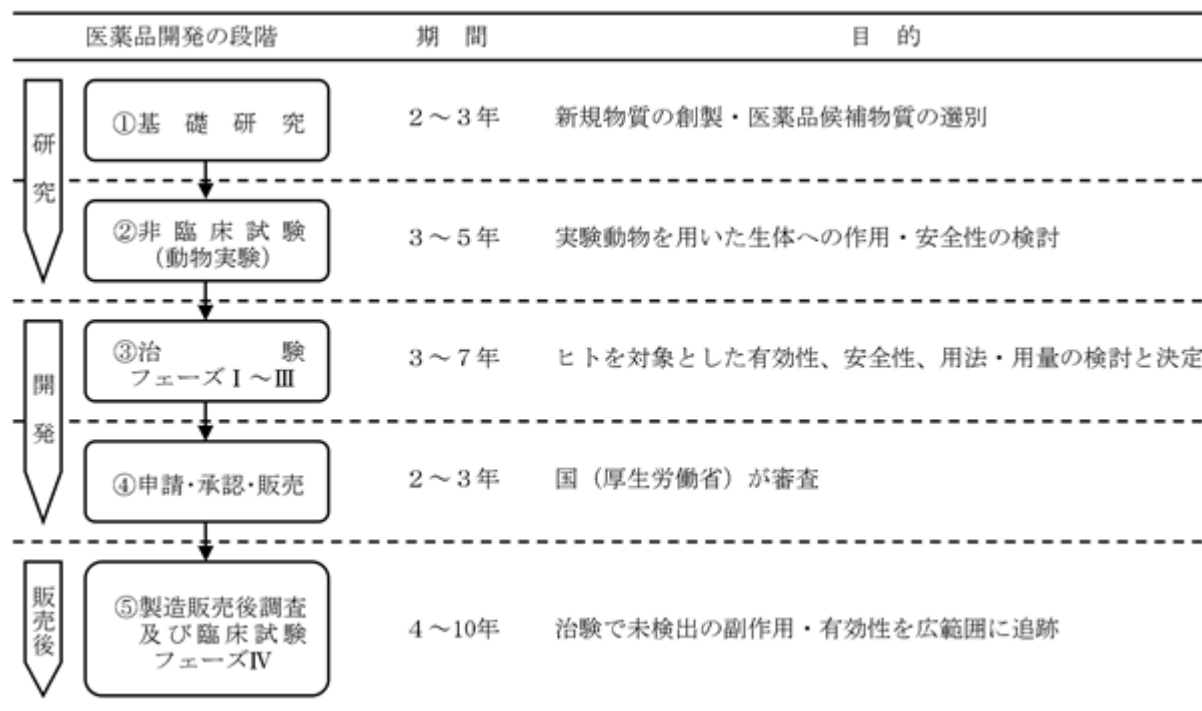 医薬品開発の段階 期間 目的
研究
①基礎研究 2~3年 新規物質の創製・医薬品候補物質の選別
②非臨床試験 3~5年 実験動物を用いた生体への作用・安全性の検討
(動物実験)
開発
③治験 3~7年 ヒトを対象とした有効性、安全性、用法・用量の検討と決定
フェーズⅠ~Ⅲ
④申請・承認・販売 2~3年 国(厚生労働省)が審査
販売後
⑤製造販売後調査
及び臨床試験 4~10年 治験で未検出の副作用・有効性を広範囲に追跡
フェーズⅣ